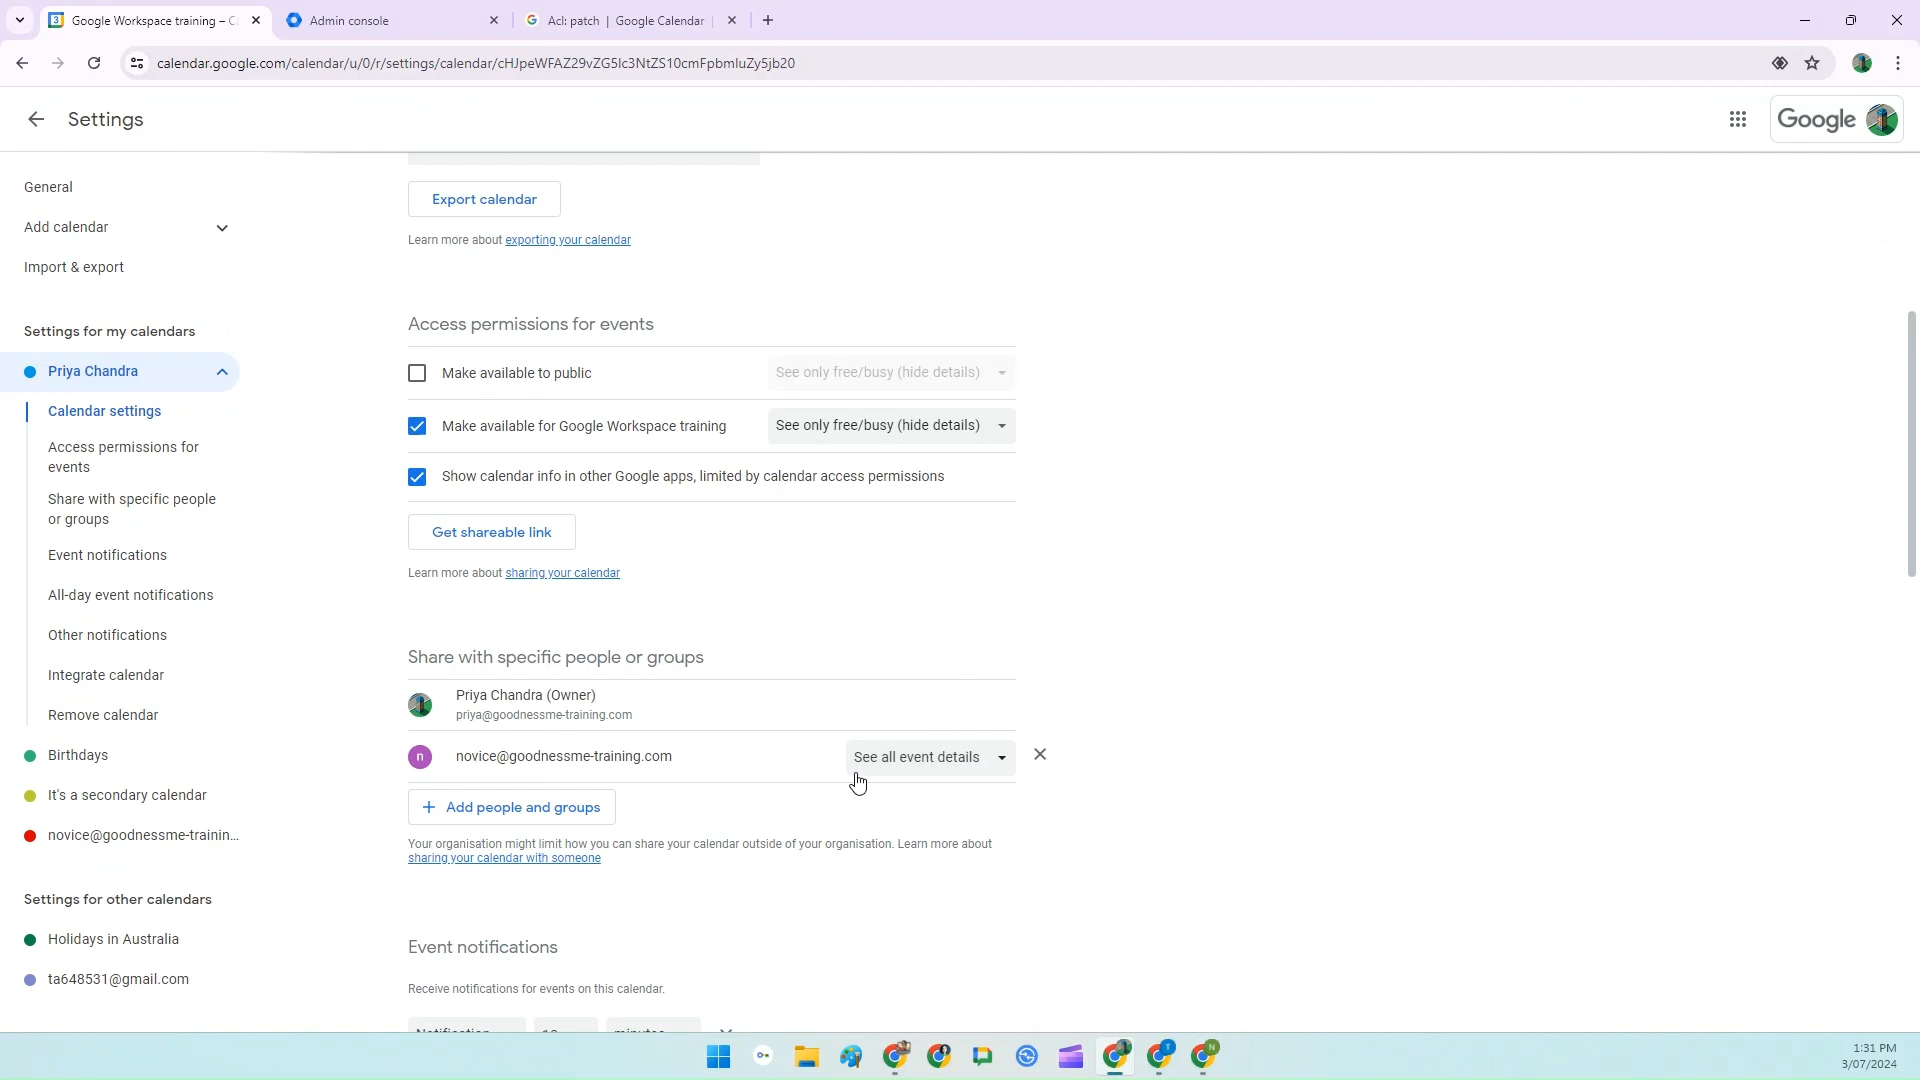 Google Workspace training – C
Admin console
Acl: patch | Google Calendar
calendar.google.com/calendar/u/0/r/settings/calendar/cHJpeWFAZ29vZG5lc3NtZS10cmFpbmluZy5jb20
Settings
Google
General
Add calendar
Import & export
Settings for my calendars
Priya Chandra
Calendar settings
Access permissions for
events
Share with specific people
or groups
Event notifications
All-day event notifications
Other notifications
Integrate calendar
Remove calendar
Birthdays
It's a secondary calendar
novice@goodnessme-trainin...
Settings for other calendars
Holidays in Australia
ta648531@gmail.com
Export calendar
Learn more about exporting your calendar
Access permissions for events
Make available to public
See only free/busy (hide details)
Make available for Google Workspace training
See only free/busy (hide details)
Show calendar info in other Google apps, limited by calendar access permissions
Get shareable link
Learn more about sharing your calendar
Share with specific people or groups
Priya Chandra (Owner)
priya@goodnessme-training.com
n
novice@goodnessme-training.com
See all event details
+ Add people and groups
Your organisation might limit how you can share your calendar outside of your organisation. Learn more about
sharing your calendar with someone
Event notifications
Receive notifications for events on this calendar.
Notification 10 minutes
T
N
1:31 PM
3/07/2024